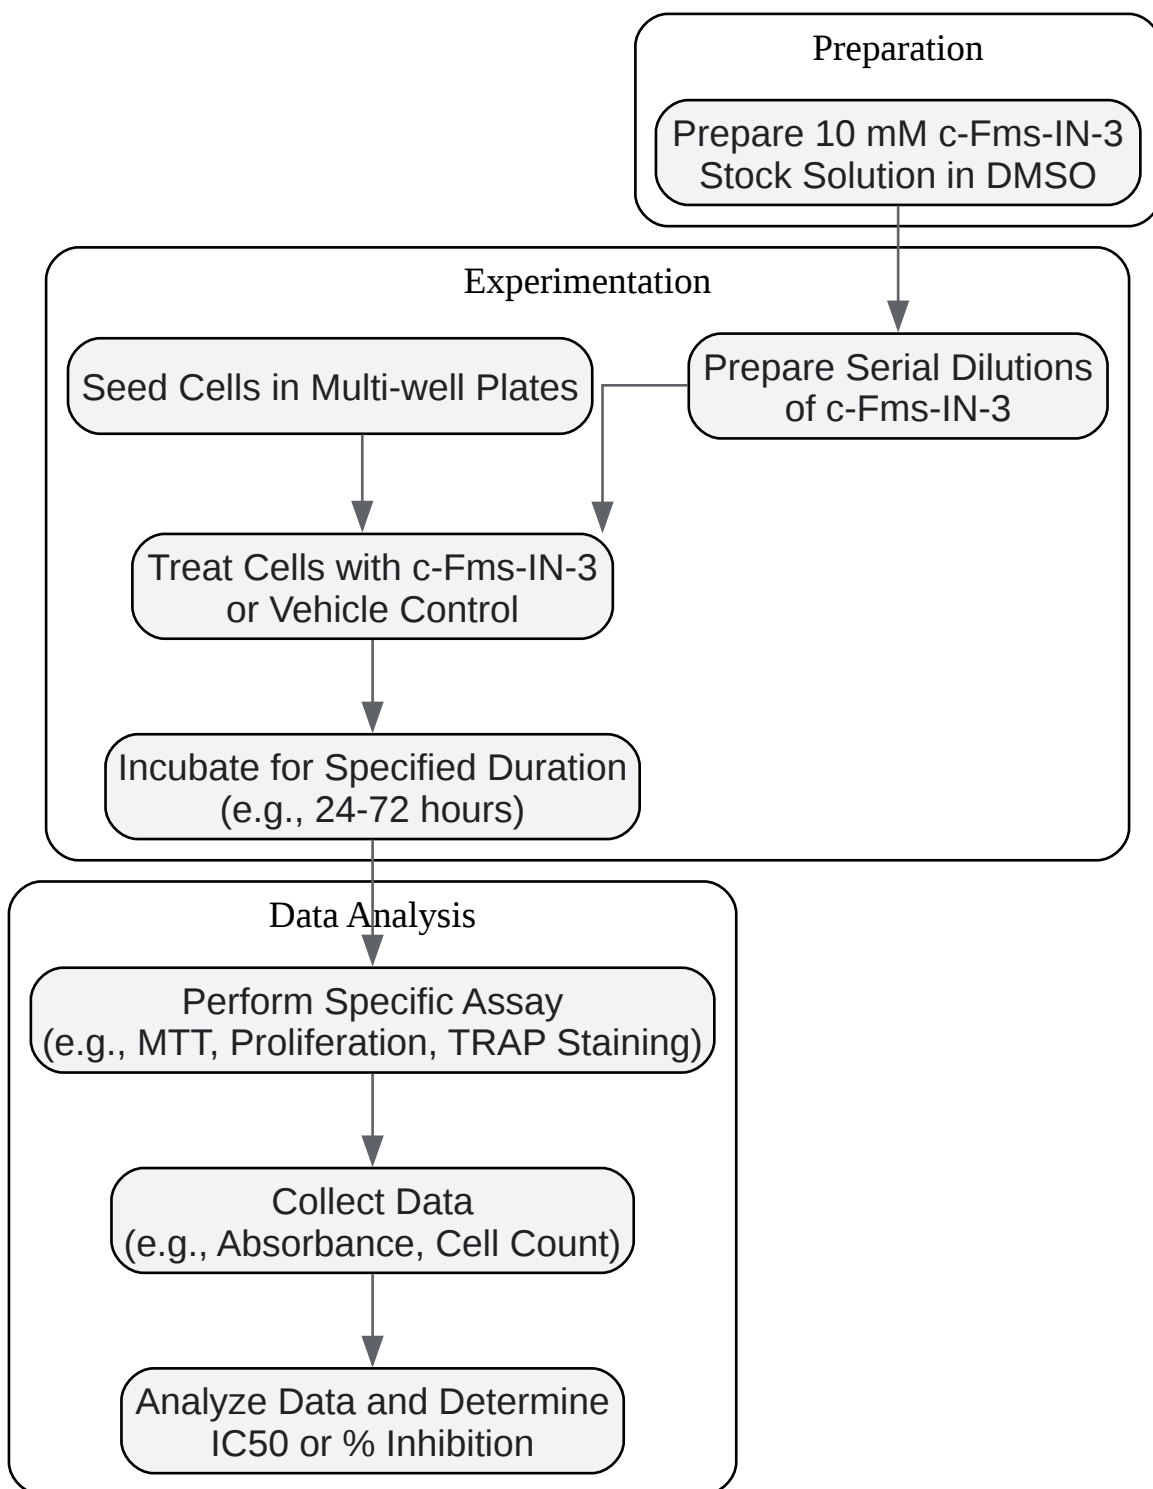 Preparation
Prepare 10 mM c-Fms-IN-3
Stock Solution in DMSO
Experimentation
Seed Cells in Multi-well Plates
Prepare Serial Dilutions
of c-Fms-IN-3
Treat Cells with c-Fms-IN-3
or Vehicle Control
Incubate for Specified Duration
(e.g., 24-72 hours)
Data Analysis
Perform Specific Assay
(e.g., MTT, Proliferation, TRAP Staining)
Collect Data
(e.g., Absorbance, Cell Count)
Analyze Data and Determine
IC50 or % Inhibition